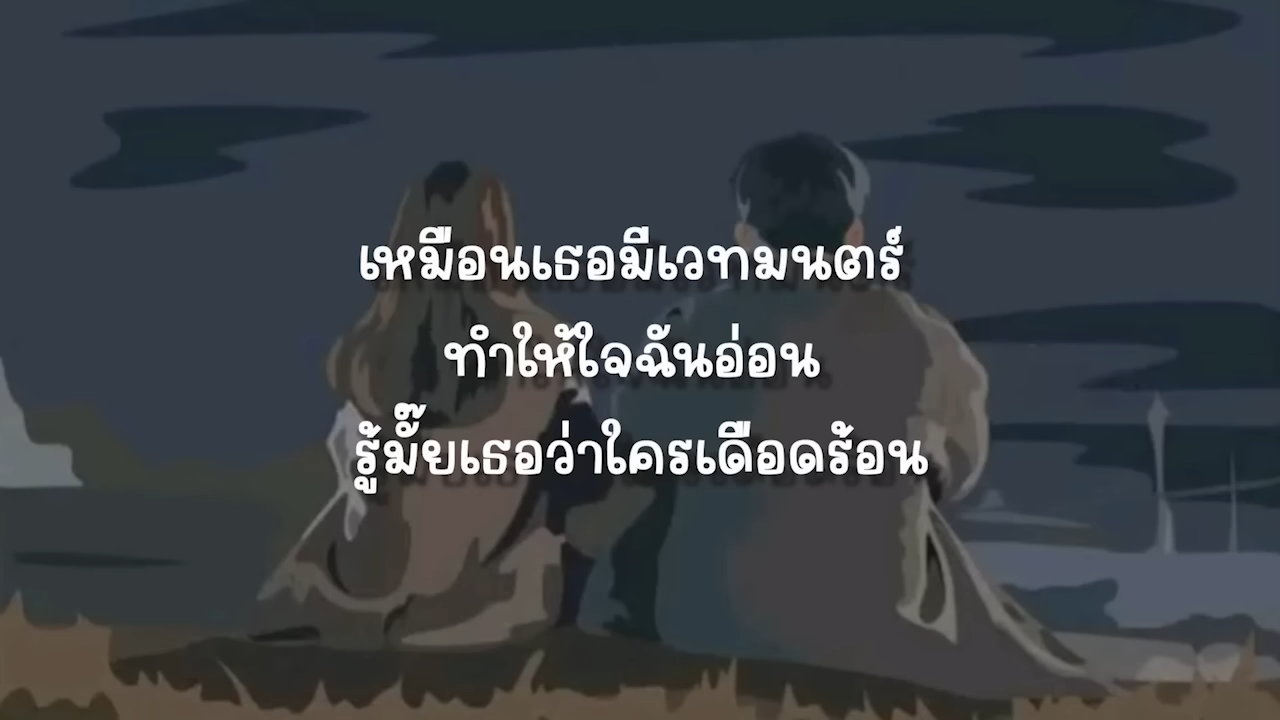 เหมือนเธอมีเวทมนตร์
ทำให้ใจฉันอ่อน
รู้มั๊ยเธอว่าใครเดือดร้อน